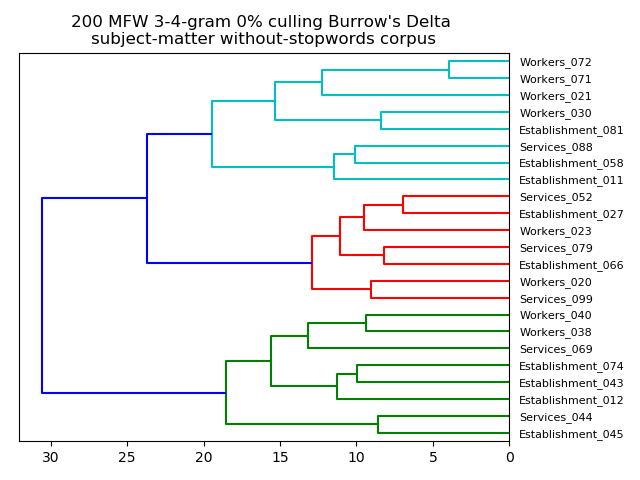 200 MFW 3-4-gram 0% culling Burrow's Delta
subject-matter without-stopwords corpus
Workers_072
Workers_071
Workers_021
Workers_030
Establishment_081
Services_088
Establishment_058
Establishment_011
Services_052
Establishment_027
Workers_023
Services_079
Establishment_066
Workers_020
Services_099
Workers_040
Workers_038
Services_069
Establishment_074
Establishment_043
Establishment_012
Services_044
Establishment_045
30 25 20 15 10 5 0